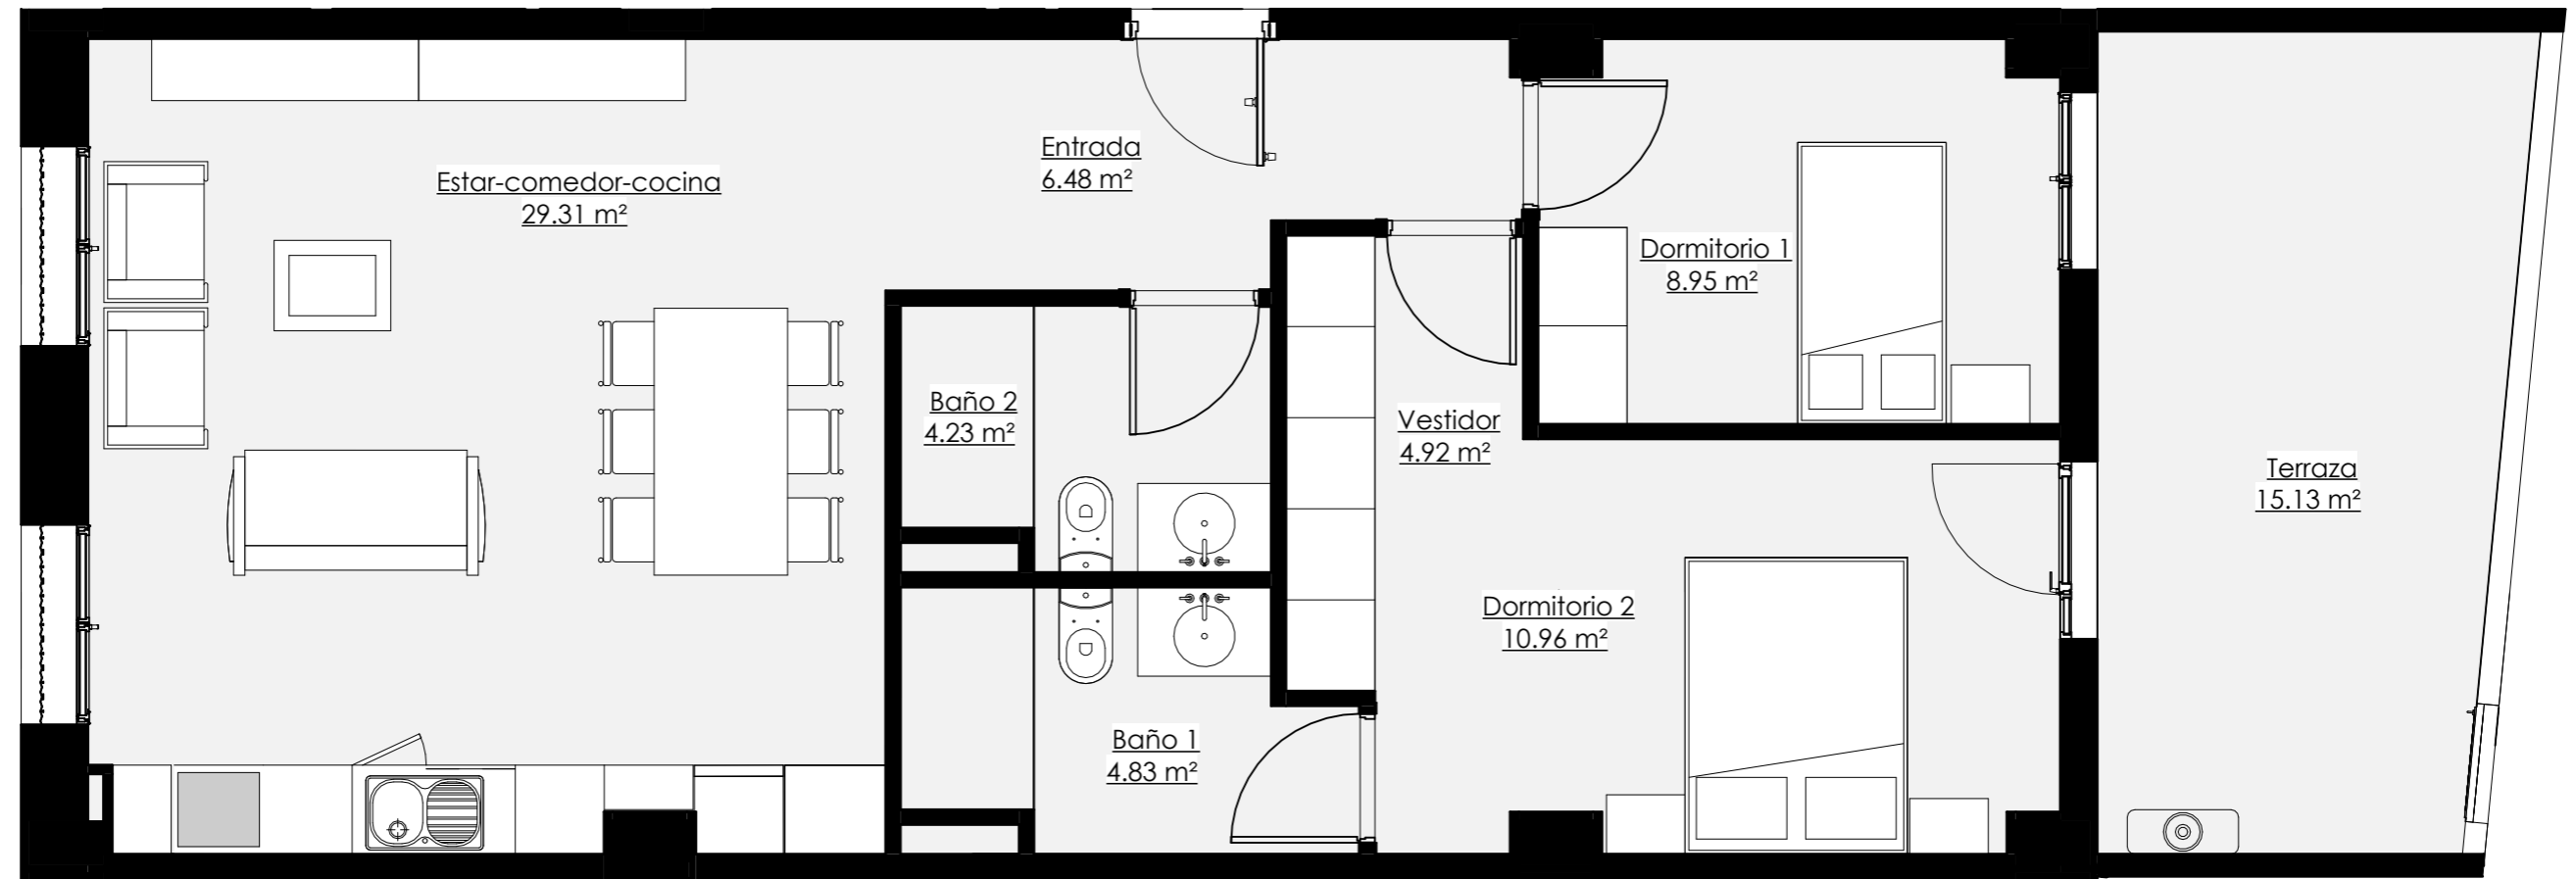 Estar-comedor-cocina
29.31 m²
Entrada
6.48 m²
Dormitorio 1
8.95 m²
Baño 2
4.23 m²
Vestidor
4.92 m²
Terraza
15.13 m²
Dormitorio 2
10.96 m²
Baño 1
4.83 m²